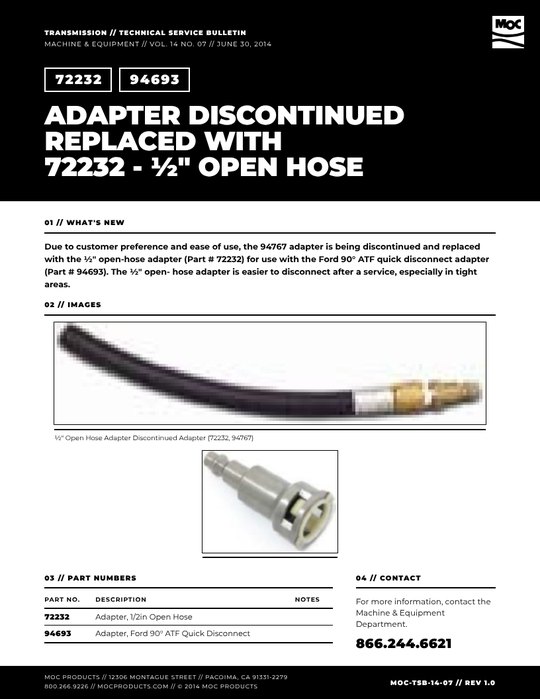 TRANSMISSION // TECHNICAL SERVICE BULLETIN
MACHINE & EQUIPMENT // VOL. 14 NO. 07 // JUNE 30, 2014
MOC
72232 94693
ADAPTER DISCONTINUED
REPLACED WITH
72232 - ½" OPEN HOSE
01 // WHAT'S NEW
Due to customer preference and ease of use, the 94767 adapter is being discontinued and replaced
with the ½" open-hose adapter (Part # 72232) for use with the Ford 90° ATF quick disconnect adapter
(Part # 94693). The ½" open- hose adapter is easier to disconnect after a service, especially in tight
areas.
02 // IMAGES
½" Open Hose Adapter Discontinued Adapter (72232, 94767)
03 // PART NUMBERS
PART NO. DESCRIPTION NOTES
72232 Adapter, 1/2in Open Hose
94693 Adapter, Ford 90° ATF Quick Disconnect
04 // CONTACT
For more information, contact the
Machine & Equipment
Department.
866.244.6621
MOC PRODUCTS // 12306 MONTAGUE STREET // PACOIMA, CA 91331-2279
800.266.9226 // MOCPRODUCTS.COM // © 2014 MOC PRODUCTS
MOC-TSB-14-07 // REV 1.0